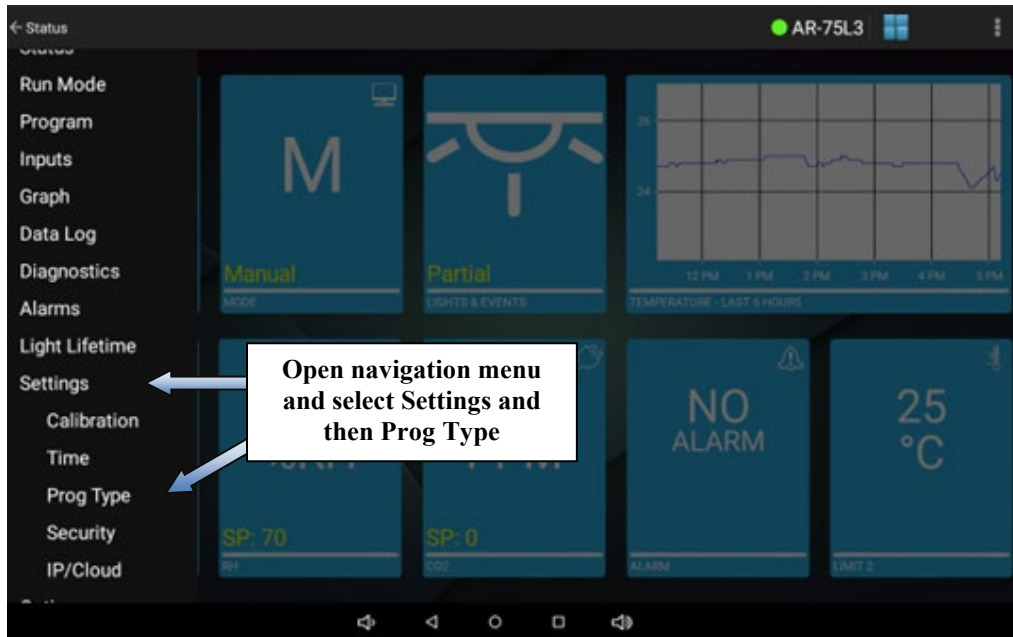 ← Status
AR-75L3
Status
Run Mode
Program
Inputs
Graph
Data Log
Diagnostics
Alarms
Light Lifetime
Settings
Calibration
Time
Prog Type
Security
IP/Cloud
M
Manual
MODE
Partial
LIGHTS & EVENTS
26
24
12 PM 1 PM 2 PM 3 PM 4 PM 5 PM
TEMPERATURE - LAST 6 HOURS
Open navigation menu
and select Settings and
then Prog Type
SP: 70
RH
SP: 0
CO2
NO
ALARM
ALARM
25
°C
LIMIT 2